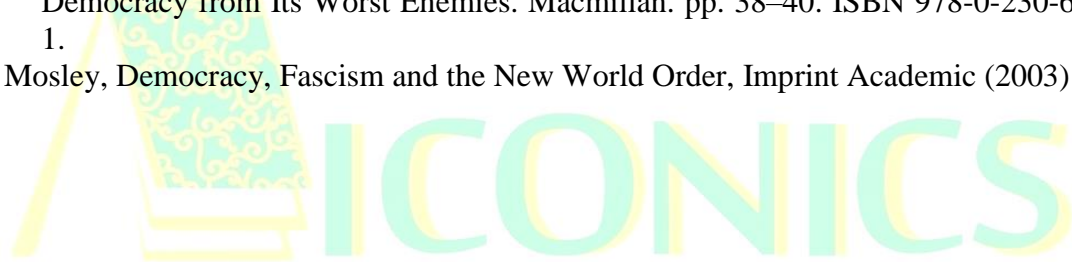 Democracy from Its Worst Enemies. Macmillan. pp. 38–40. ISBN 978-0-230-6
1.
Mosley, Democracy, Fascism and the New World Order, Imprint Academic (2003)
AICONICS